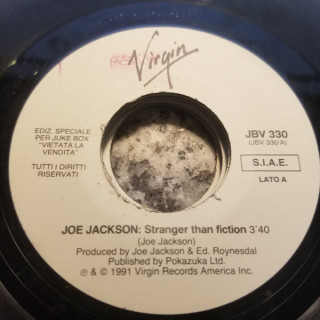 Virgin
EDIZ. SPECIALE
PER JUKE BOX
"VIETATA LA
VENDITA"
TUTTI I DIRITTI
RISERVATI
JBV 330
(JBV 330/A)
S.I.A.E.
LATO A
JOE JACKSON: Stranger than fiction 3'40
(Joe Jackson)
Produced by Joe Jackson & Ed. Roynesdal
Published by Pokazuka Ltd.
℗ & © 1991 Virgin Records America Inc.